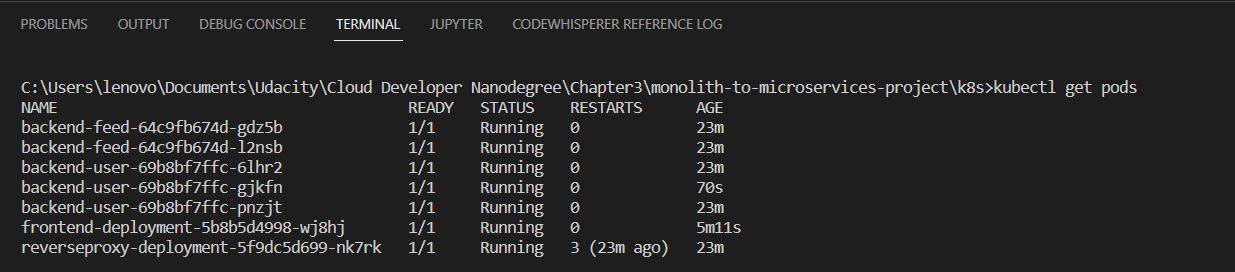 PROBLEMS OUTPUT DEBUG CONSOLE TERMINAL JUPYTER CODEWHISPERER REFERENCE LOG
C:\Users\lenovo\Documents\Udacity\Cloud Developer Nanodegree\Chapter3\monolith-to-microservices-project\k8s>kubectl get pods
NAME READY STATUS RESTARTS AGE
backend-feed-64c9fb674d-gdz5b 1/1 Running 0 23m
backend-feed-64c9fb674d-l2nsb 1/1 Running 0 23m
backend-user-69b8bf7ffc-6lhr2 1/1 Running 0 23m
backend-user-69b8bf7ffc-gjkfn 1/1 Running 0 70s
backend-user-69b8bf7ffc-pnzjt 1/1 Running 0 23m
frontend-deployment-5b8b5d4998-wj8hj 1/1 Running 0 5m11s
reverseproxy-deployment-5f9dc5d699-nk7rk 1/1 Running 3 (23m ago) 23m